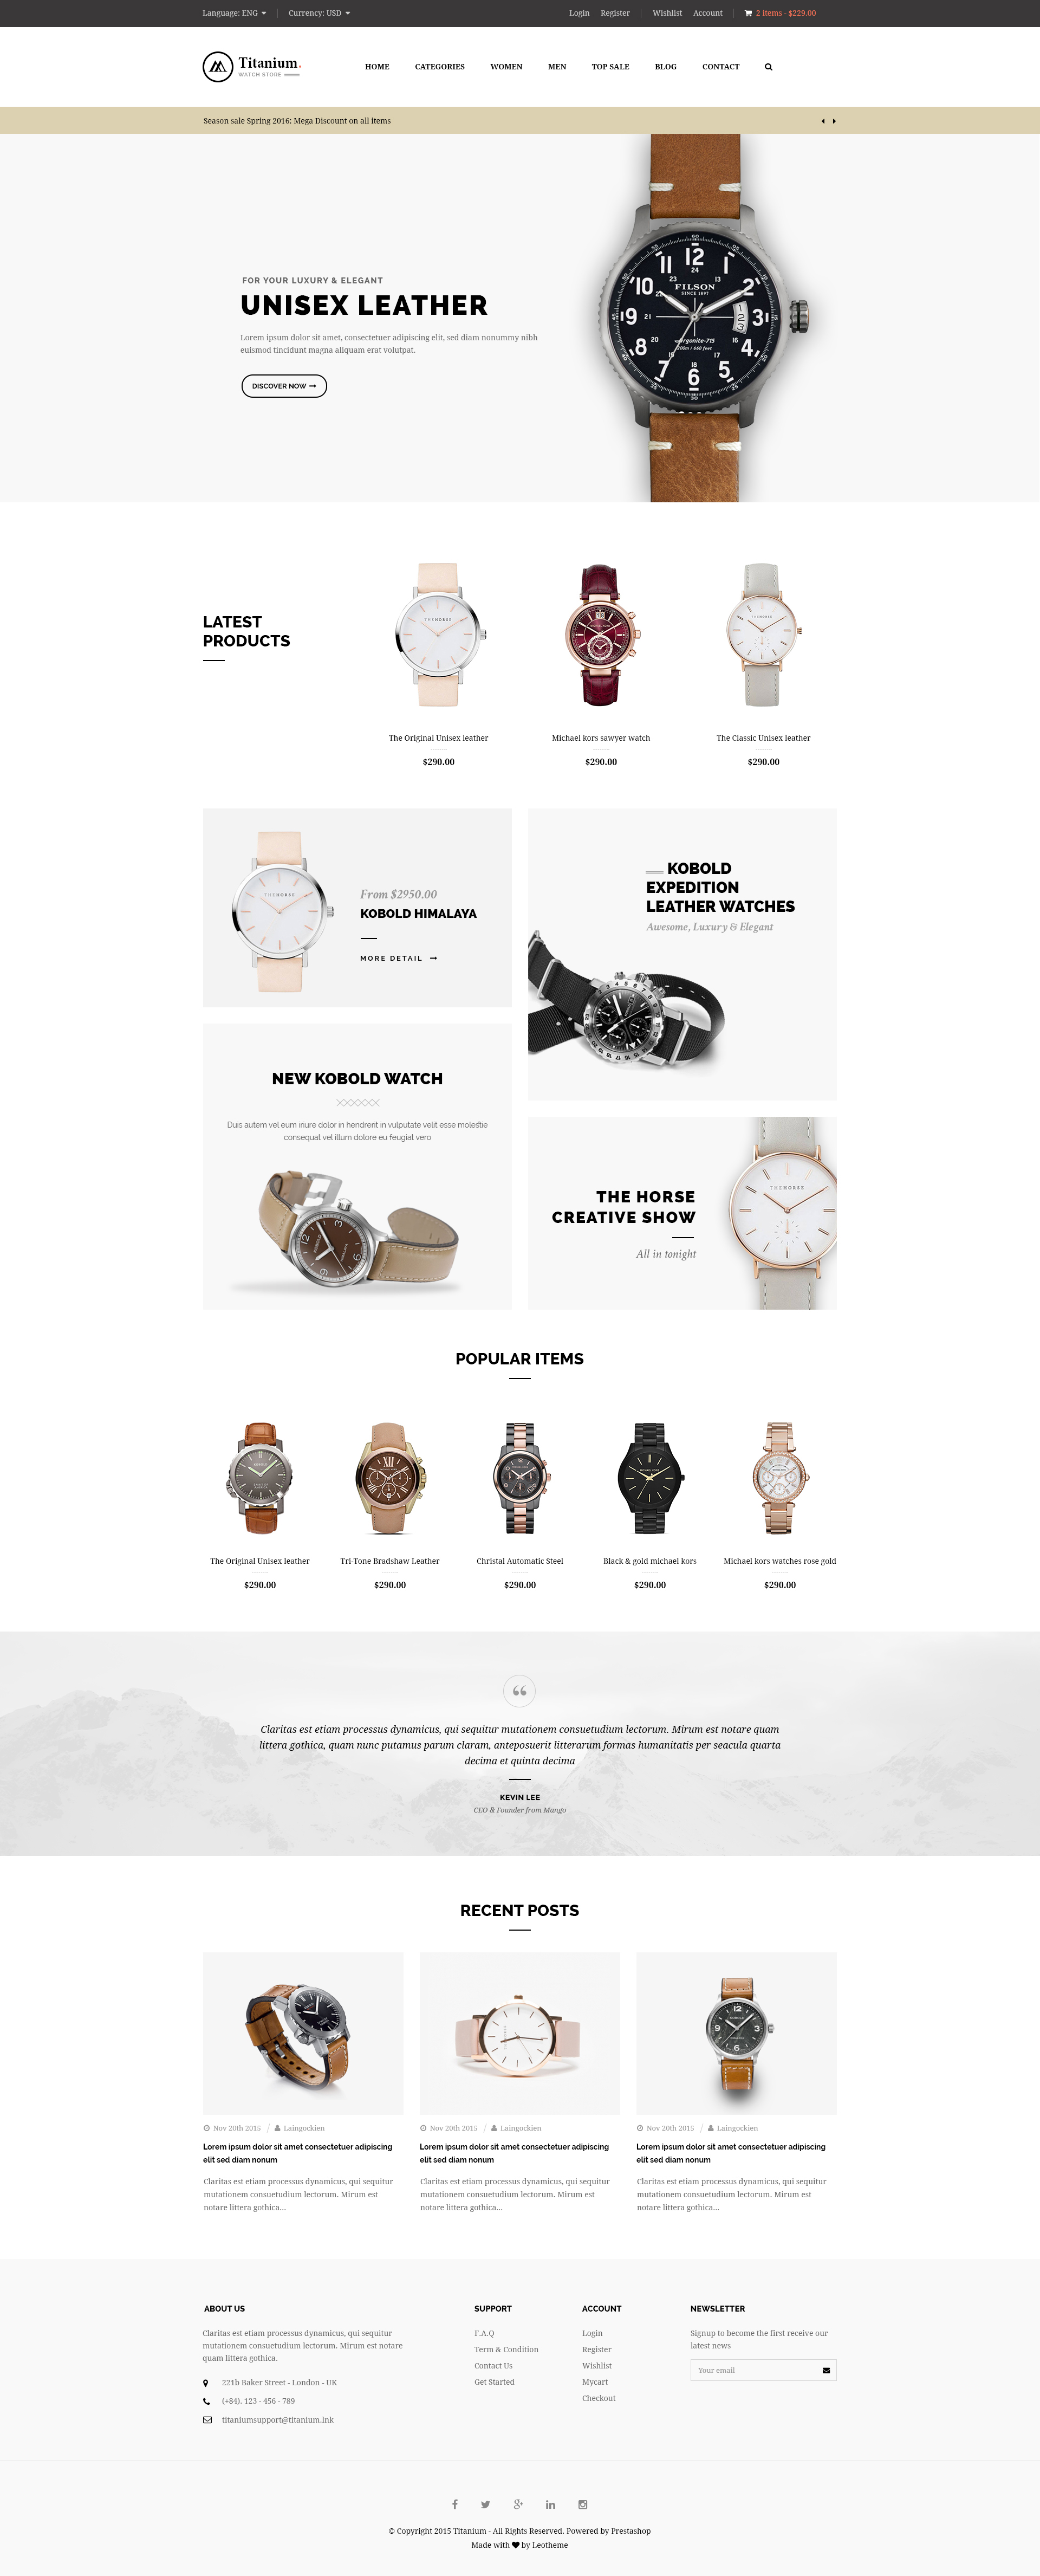 Language: ENG
Currency: USD
Login
Register
Wishlist
Account
2 items - $229.00
Titanium.
WATCH STORE
HOME
CATEGORIES
WOMEN
MEN
TOP SALE
BLOG
CONTACT
Season sale Spring 2016: Mega Discount on all items
FOR YOUR LUXURY & ELEGANT
UNISEX LEATHER
Lorem ipsum dolor sit amet, consectetuer adipiscing elit, sed diam nonummy nibh
euismod tincidunt magna aliquam erat volutpat.
DISCOVER NOW
FILSON
SINCE 1897
argonite-715
200m / 660 feet
LATEST
PRODUCTS
THEHORSE
THEHORSE
The Original Unisex leather
$290.00
Michael kors sawyer watch
$290.00
The Classic Unisex leather
$290.00
THEHORSE
From $2950.00
KOBOLD HIMALAYA
MORE DETAIL
KOBOLD
EXPEDITION
LEATHER WATCHES
Awesome, Luxury & Elegant
NEW KOBOLD WATCH
Duis autem vel eum iriure dolor in hendrerit in vulputate velit esse molestie
consequat vel illum dolore eu feugiat vero
KOBOLD
THE HORSE
CREATIVE SHOW
All in tonight
THEHORSE
POPULAR ITEMS
The Original Unisex leather
$290.00
Tri-Tone Bradshaw Leather
$290.00
Christal Automatic Steel
$290.00
Black & gold michael kors
$290.00
Michael kors watches rose gold
$290.00
Claritas est etiam processus dynamicus, qui sequitur mutationem consuetudium lectorum. Mirum est notare quam
littera gothica, quam nunc putamus parum claram, anteposuerit litterarum formas humanitatis per seacula quarta
decima et quinta decima
KEVIN LEE
CEO & Founder from Mango
RECENT POSTS
Nov 20th 2015 / Laingockien
Lorem ipsum dolor sit amet consectetuer adipiscing
elit sed diam nonum
Claritas est etiam processus dynamicus, qui sequitur
mutationem consuetudium lectorum. Mirum est
notare littera gothica...
Nov 20th 2015 / Laingockien
Lorem ipsum dolor sit amet consectetuer adipiscing
elit sed diam nonum
Claritas est etiam processus dynamicus, qui sequitur
mutationem consuetudium lectorum. Mirum est
notare littera gothica...
Nov 20th 2015 / Laingockien
Lorem ipsum dolor sit amet consectetuer adipiscing
elit sed diam nonum
Claritas est etiam processus dynamicus, qui sequitur
mutationem consuetudium lectorum. Mirum est
notare littera gothica...
ABOUT US
Claritas est etiam processus dynamicus, qui sequitur
mutationem consuetudium lectorum. Mirum est notare
quam littera gothica.
221b Baker Street - London - UK
(+84). 123 - 456 - 789
titaniumsupport@titanium.lnk
SUPPORT
F.A.Q
Term & Condition
Contact Us
Get Started
ACCOUNT
Login
Register
Wishlist
Mycart
Checkout
NEWSLETTER
Signup to become the first receive our
latest news
Your email
© Copyright 2015 Titanium - All Rights Reserved. Powered by Prestashop
Made with ♥ by Leotheme